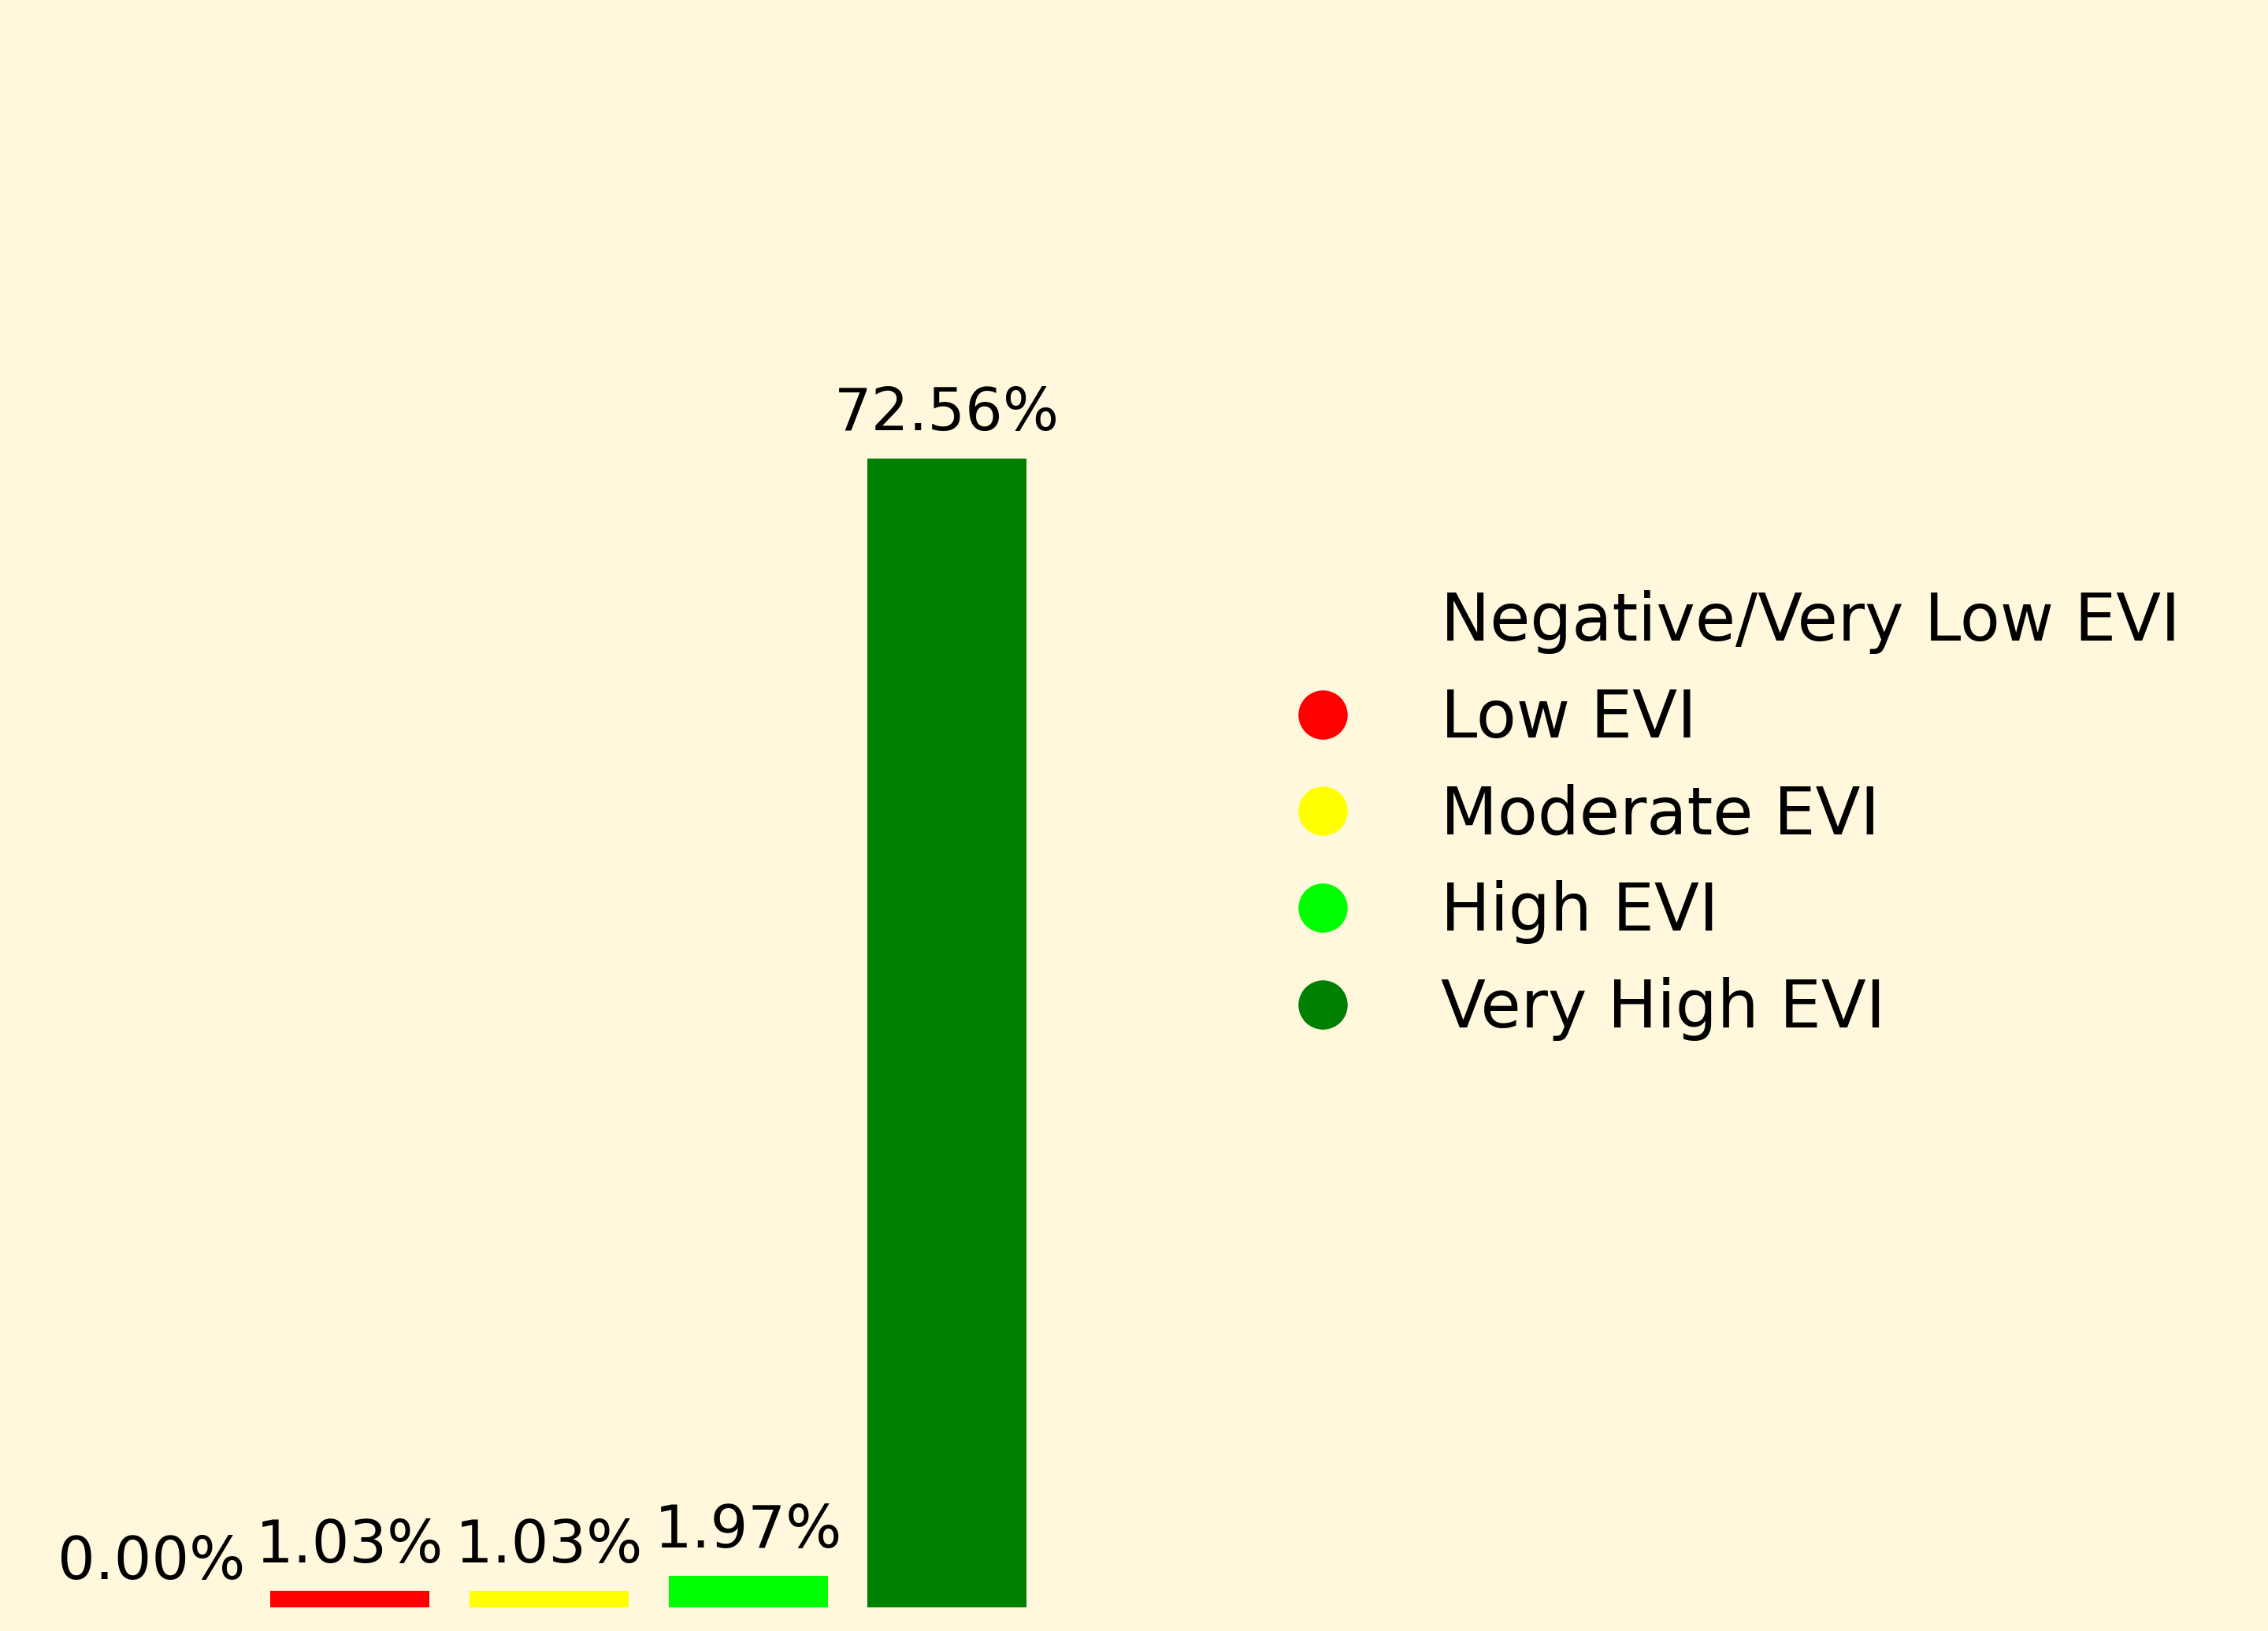 72.56%
Negative/Very Low EVI
Low EVI
Moderate EVI
High EVI
Very High EVI
0.00%
1.03%
1.03%
1.97%